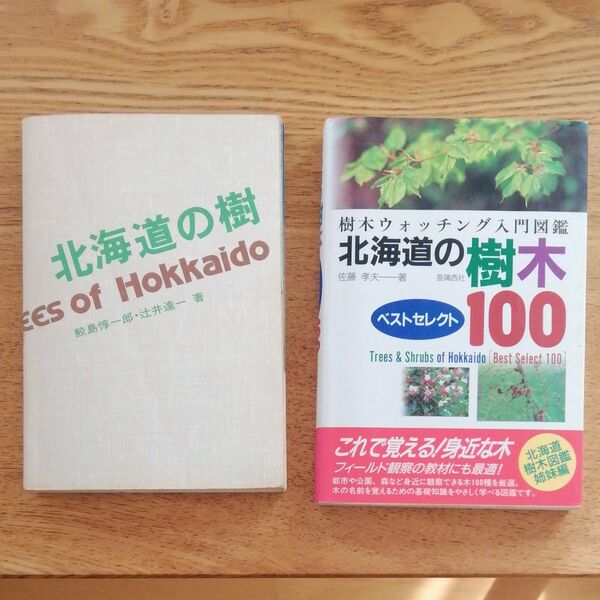 北海道の樹
EES of Hokkaido
鮫島惇一郎・辻井達一 著
樹木ウォッチング入門図鑑
北海道の樹木
佐藤 孝夫──著
亜璃西社
ベストセレクト
100
Trees & Shrubs of Hokkaido [Best Select 100]
これで覚える!身近な木
フィールド観察の教材にも最適!
都市や公園、森など身近に観察できる木100種を厳選。
木の名前を覚えるための基礎知識をやさしく学べる図鑑です。
北海道
樹木図鑑
姉妹編